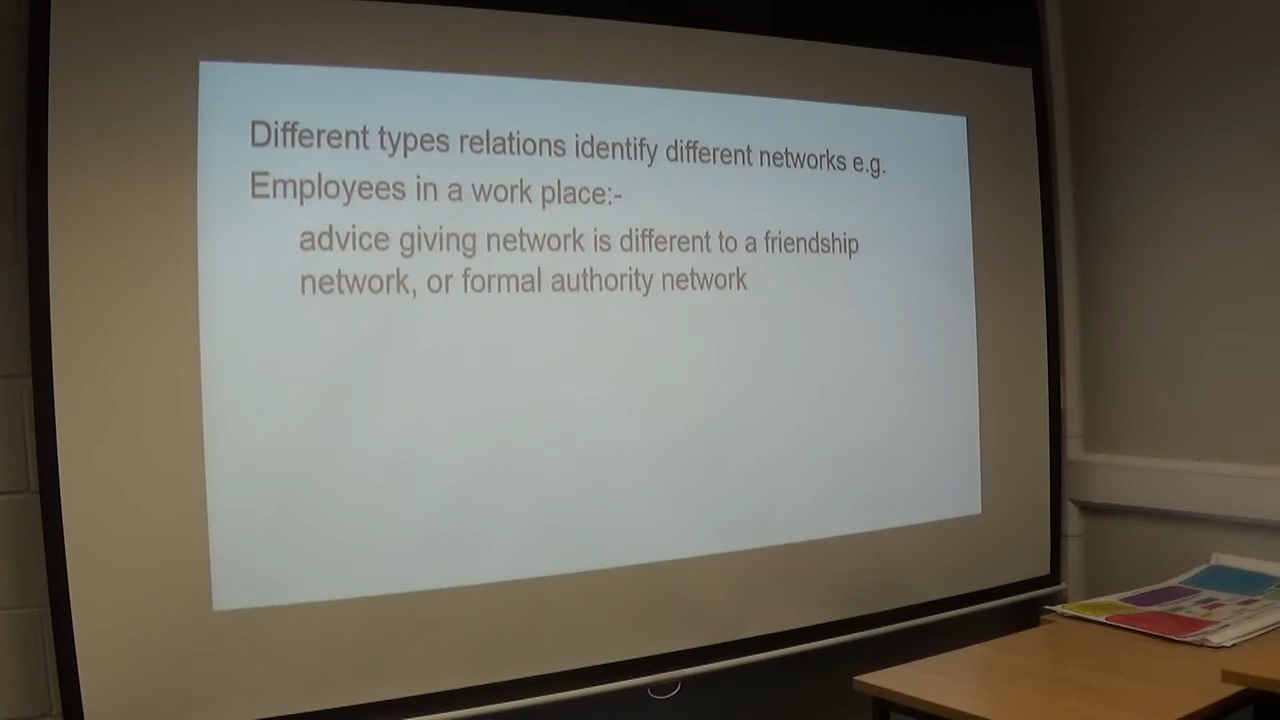 Different types relations identify different networks e.g.
Employees in a work place:-
advice giving network is different to a friendship
network, or formal authority network